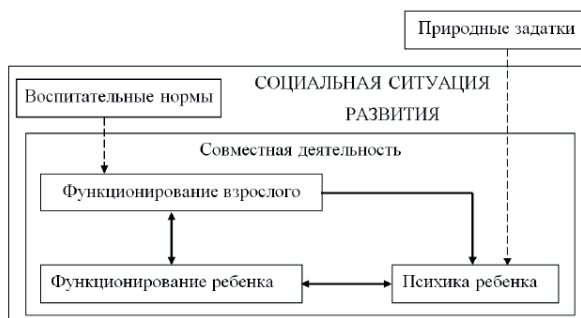 Природные задатки
СОЦИАЛЬНАЯ СИТУАЦИЯ
РАЗВИТИЯ
Воспитательные нормы
Совместная деятельность
Функционирование взрослого
Функционирование ребенка
Психика ребенка